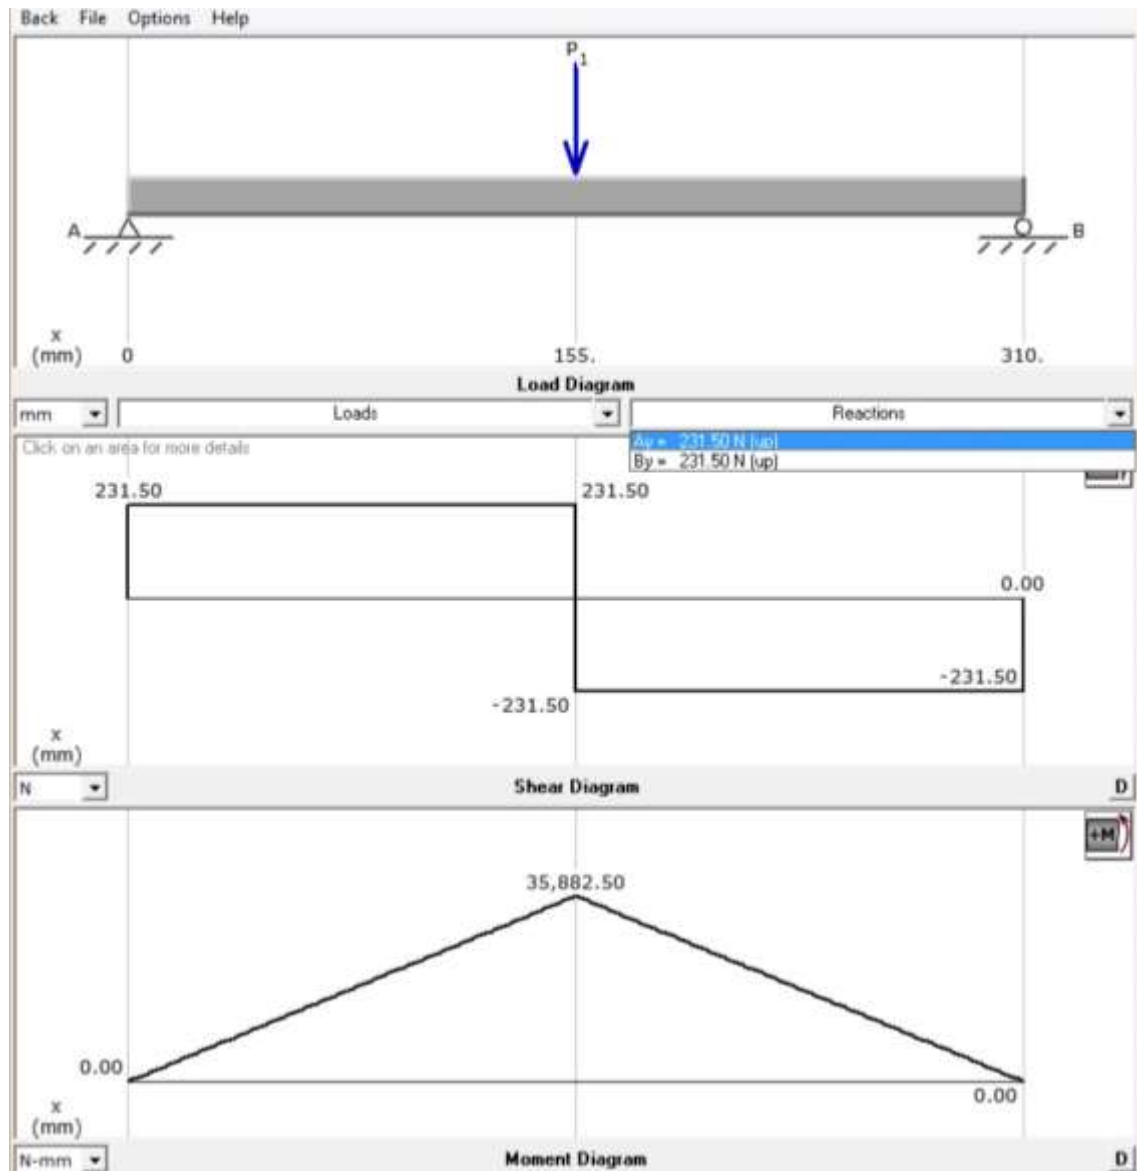 Back File Options Help
P1
A
B
x
(mm) 0 155. 310.
Load Diagram
mm Loads Reactions
Click on an area for more details
Ay = 231.50 N (up)
By = 231.50 N (up)
231.50 231.50
0.00
-231.50
-231.50
x
(mm)
N Shear Diagram D
+M
35,882.50
0.00
0.00
x
(mm)
N-mm Moment Diagram D